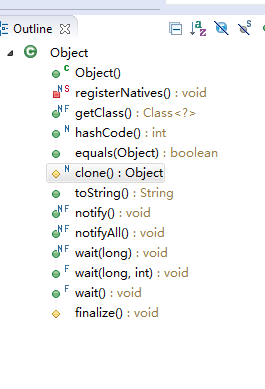 Outline
Object
Object()
registerNatives() : void
getClass() : Class<?>
hashCode() : int
equals(Object) : boolean
clone() : Object
toString() : String
notify() : void
notifyAll() : void
wait(long) : void
wait(long, int) : void
wait() : void
finalize() : void